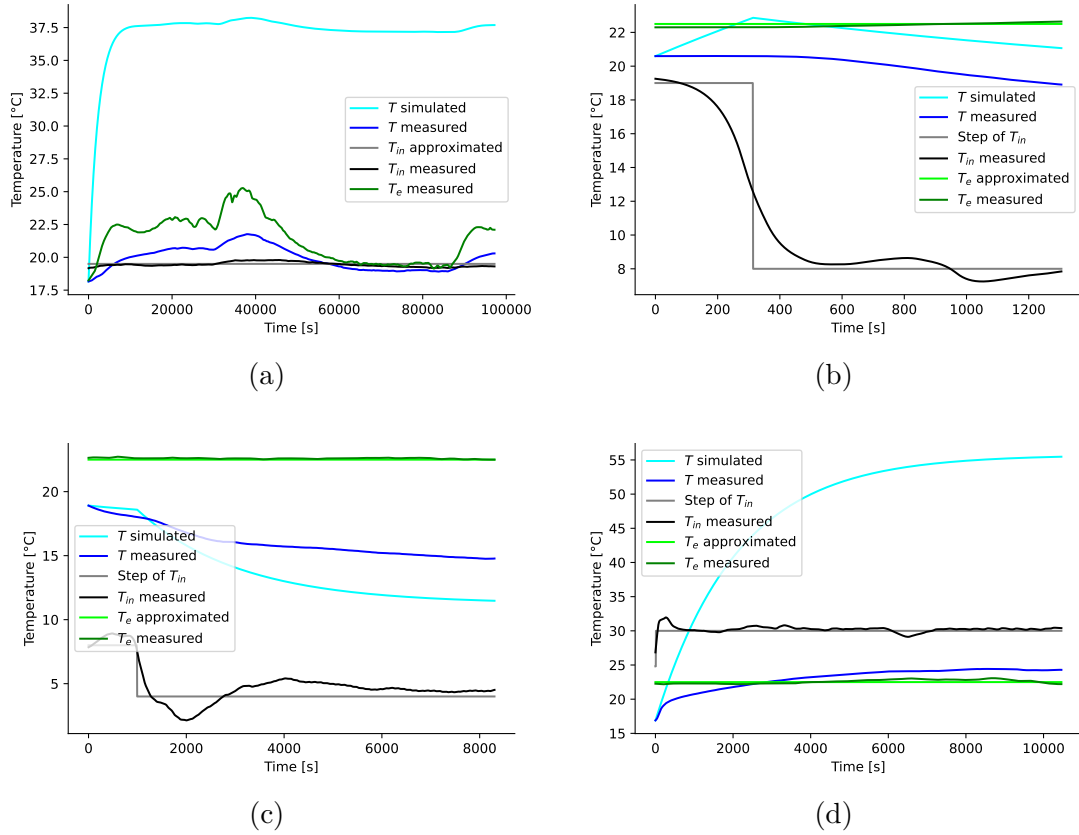 37.5
35.0
32.5
30.0
27.5
25.0
22.5
20.0
17.5
Temperature [°C]
T simulated
T measured
T_in approximated
T_in measured
T_e measured
0 20000 40000 60000 80000 100000
Time [s]
(a)
22
20
18
16
14
12
10
8
Temperature [°C]
T simulated
T measured
Step of T_in
T_in measured
T_e approximated
T_e measured
0 200 400 600 800 1000 1200
Time [s]
(b)
20
15
10
5
Temperature [°C]
T simulated
T measured
Step of T_in
T_in measured
T_e approximated
T_e measured
0 2000 4000 6000 8000
Time [s]
(c)
55
50
45
40
35
30
25
20
15
Temperature [°C]
T simulated
T measured
Step of T_in
T_in measured
T_e approximated
T_e measured
0 2000 4000 6000 8000 10000
Time [s]
(d)